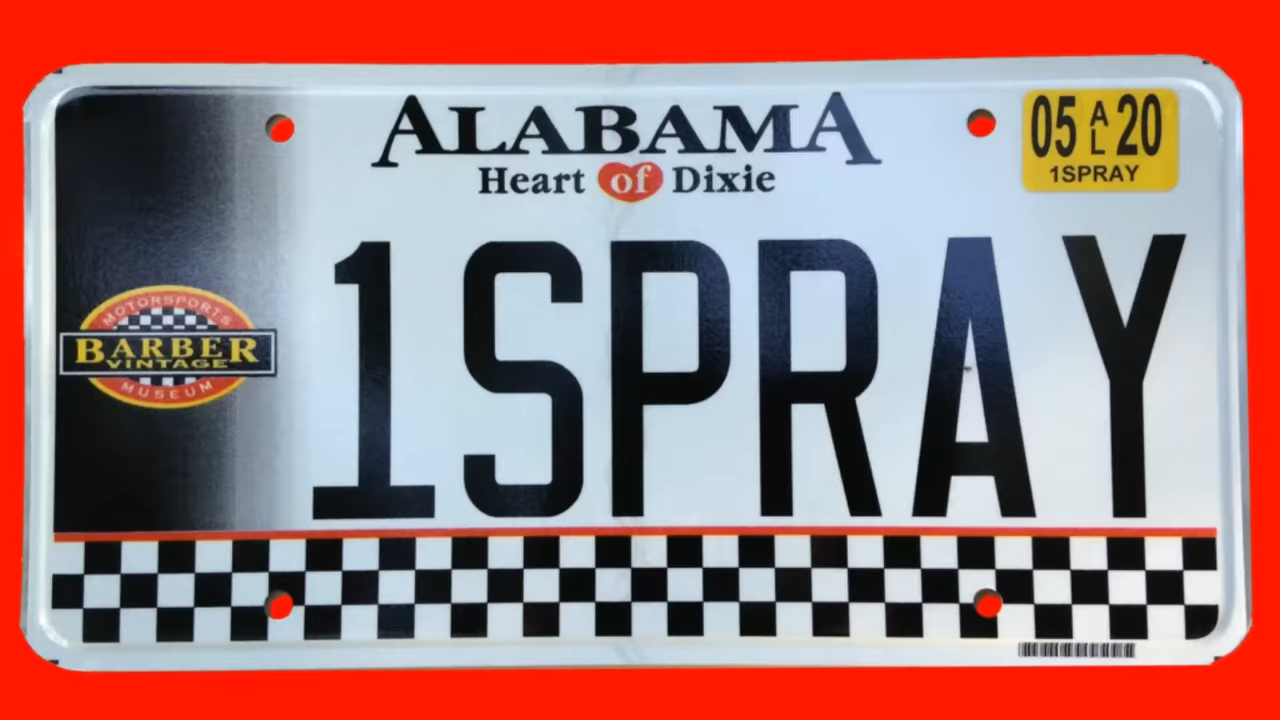 ALABAMA
Heart of Dixie
05 AL 20
1SPRAY
1SPRAY
MOTORSPORTS
BARBER
VINTAGE
MUSEUM